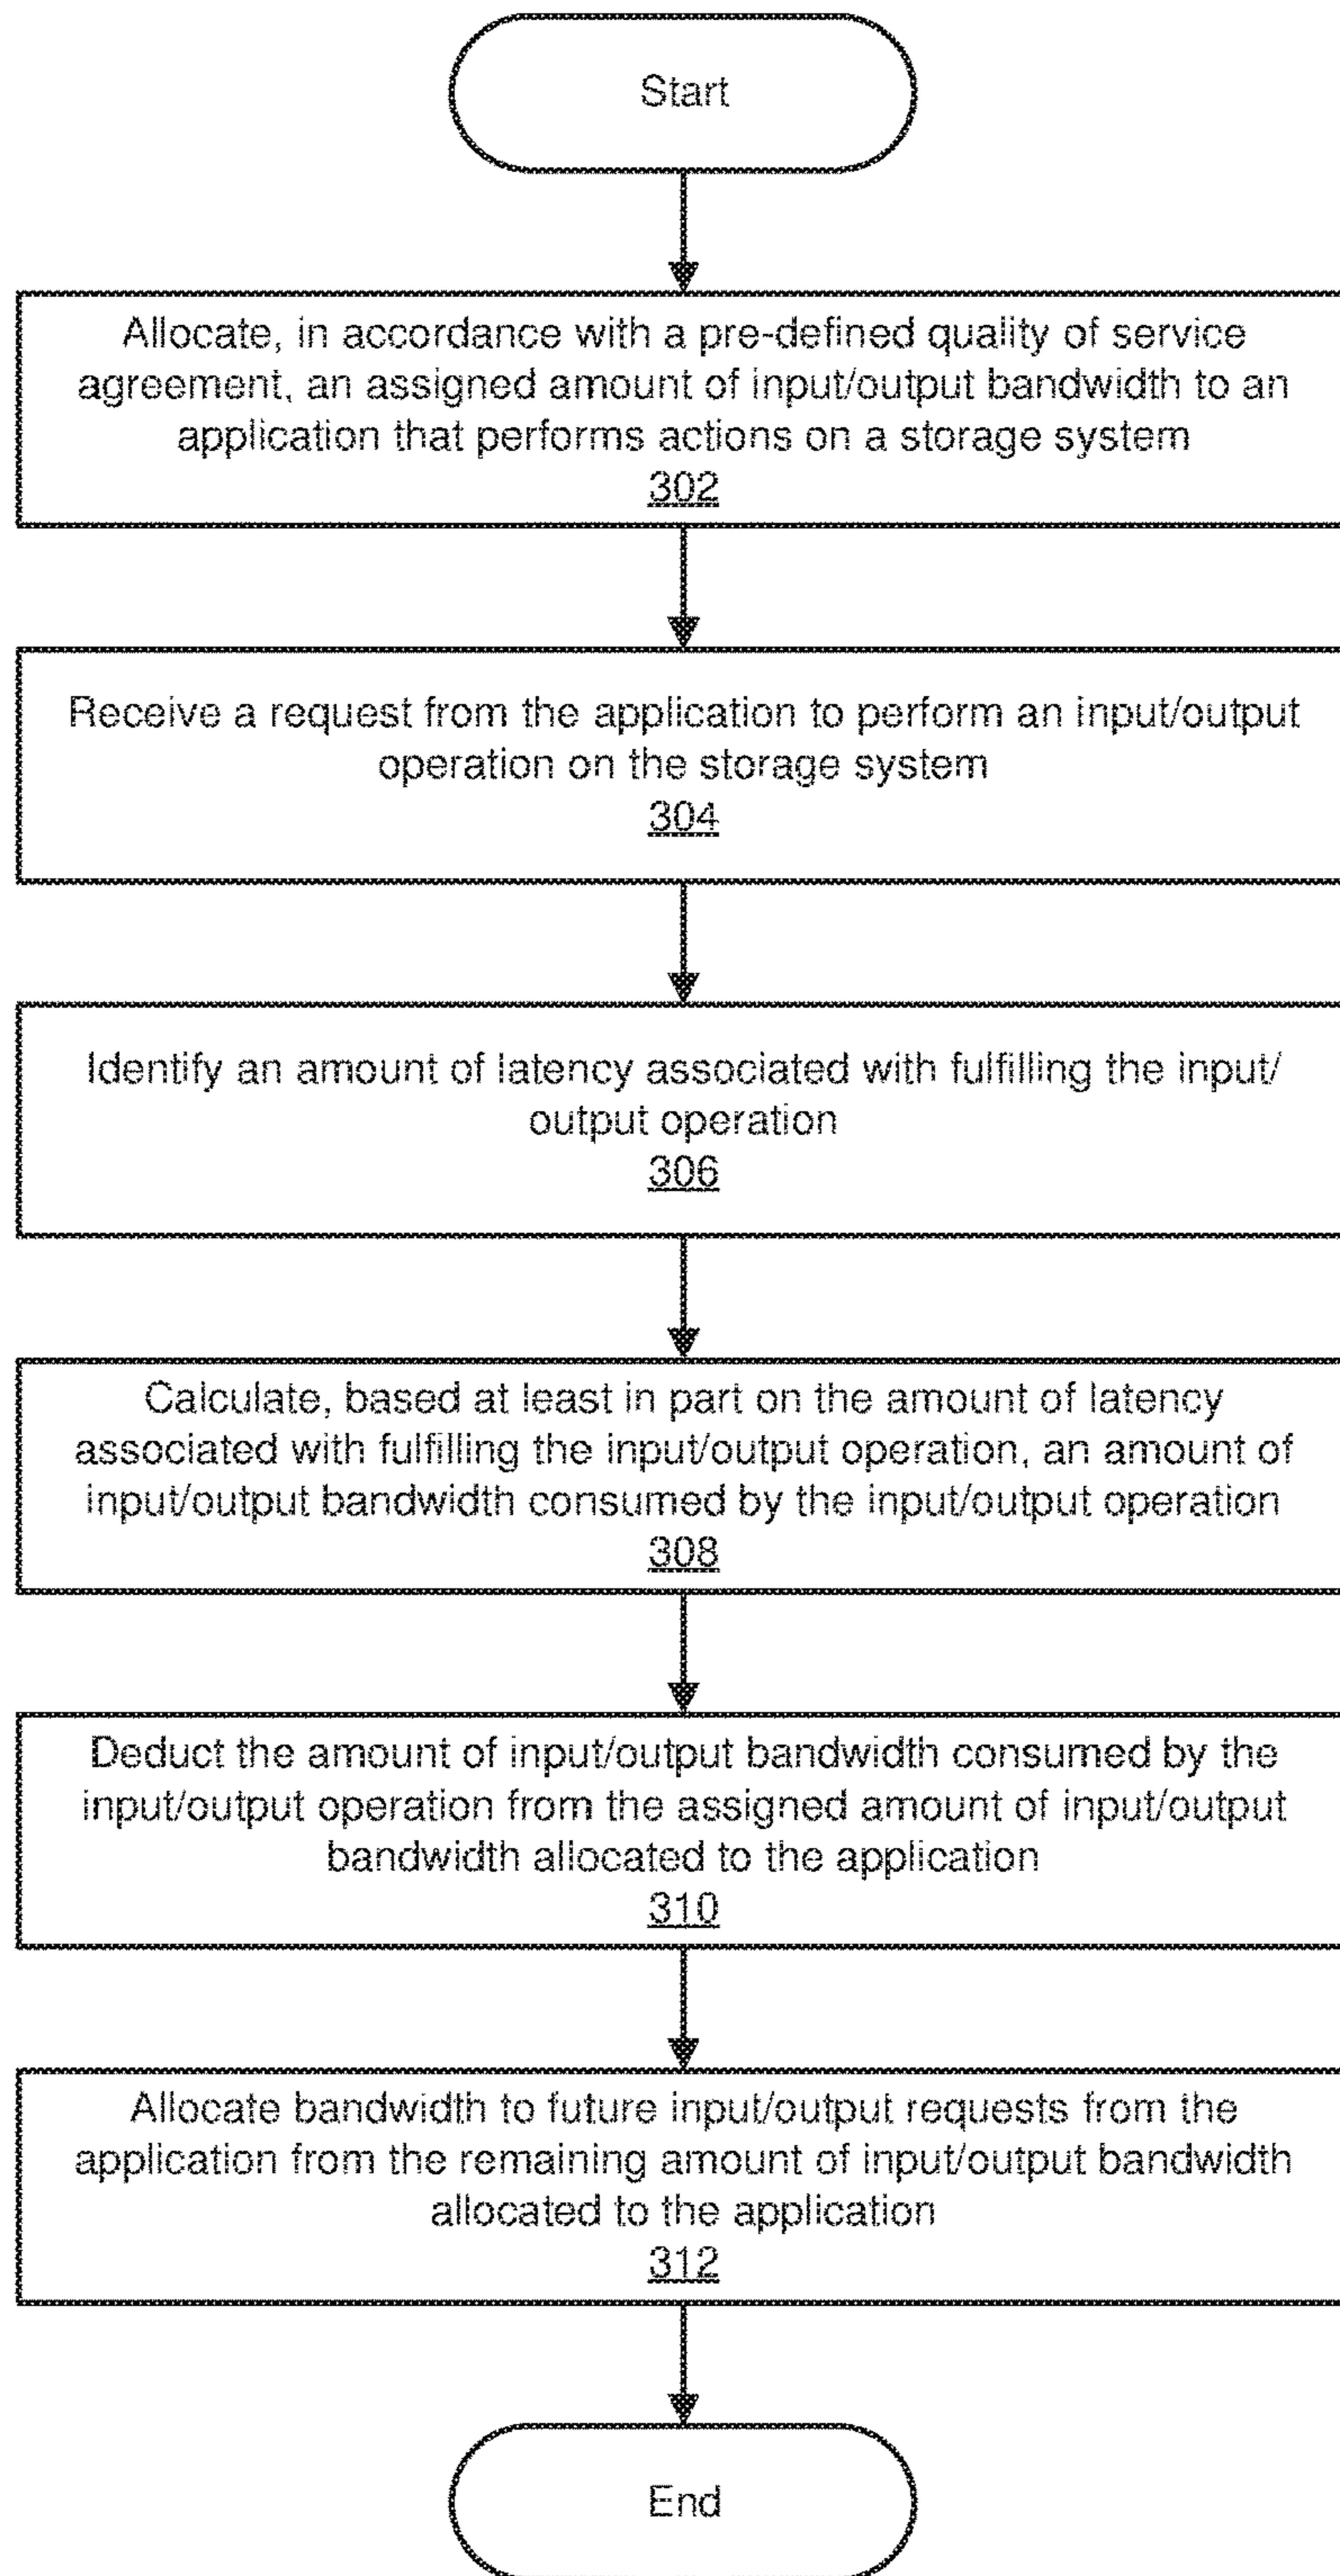 Start
Allocate, in accordance with a pre-defined quality of service
agreement, an assigned amount of input/output bandwidth to an
application that performs actions on a storage system
302
Receive a request from the application to perform an input/output
operation on the storage system
304
Identify an amount of latency associated with fulfilling the input/
output operation
306
Calculate, based at least in part on the amount of latency
associated with fulfilling the input/output operation, an amount of
input/output bandwidth consumed by the input/output operation
308
Deduct the amount of input/output bandwidth consumed by the
input/output operation from the assigned amount of input/output
bandwidth allocated to the application
310
Allocate bandwidth to future input/output requests from the
application from the remaining amount of input/output bandwidth
allocated to the application
312
End